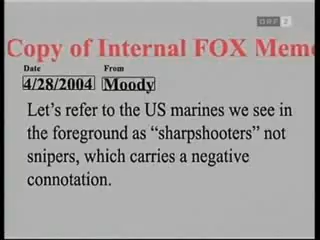 ORF 2
Copy of Internal FOX Mem
Date From
4/28/2004 Moody
Let's refer to the US marines we see in
the foreground as “sharpshooters” not
snipers, which carries a negative
connotation.